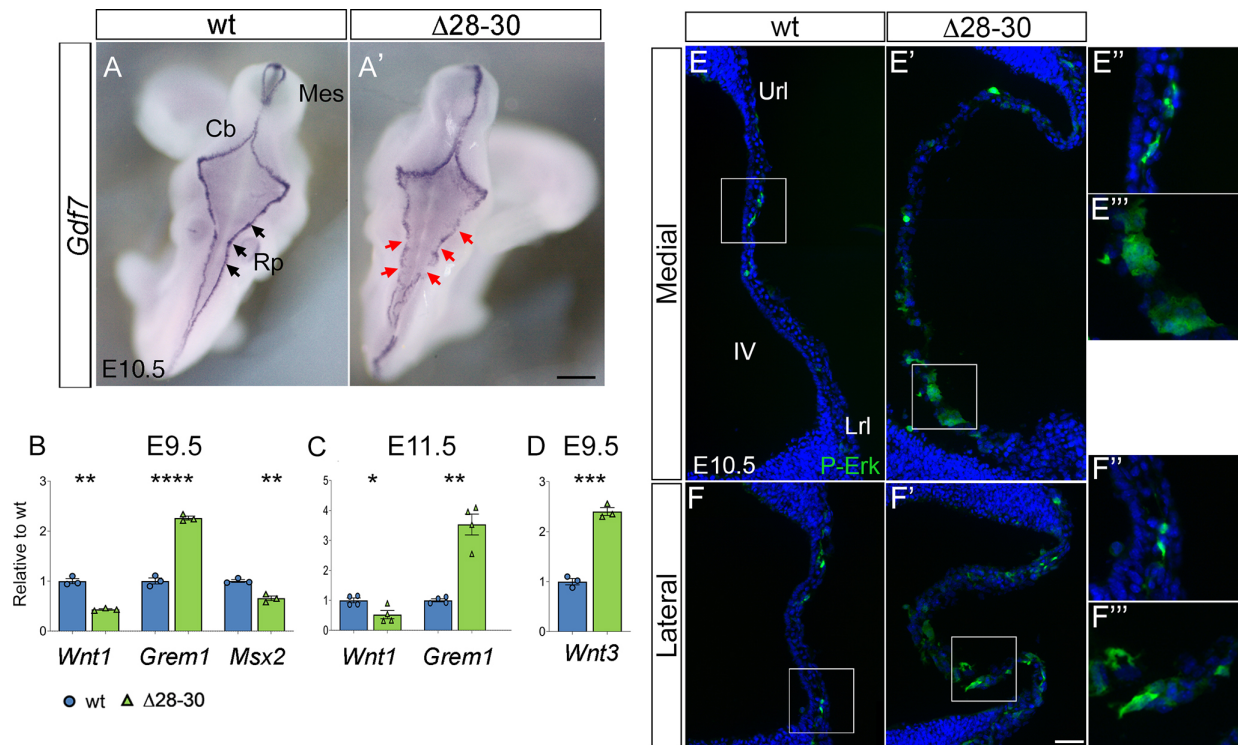 wt
Δ28-30
A
A'
Mes
Cb
Rp
Gdf7
E10.5
B
E9.5
C
E11.5
D
E9.5
**
****
**
*
**
***
Relative to wt
3
2
1
0
5
4
3
2
1
0
3
2
1
0
Wnt1
Grem1
Msx2
Wnt1
Grem1
Wnt3
wt
Δ28-30
wt
Δ28-30
Medial
E
Url
IV
Lrl
E10.5
P-Erk
E'
E''
E'''
Lateral
F
F'
F''
F'''